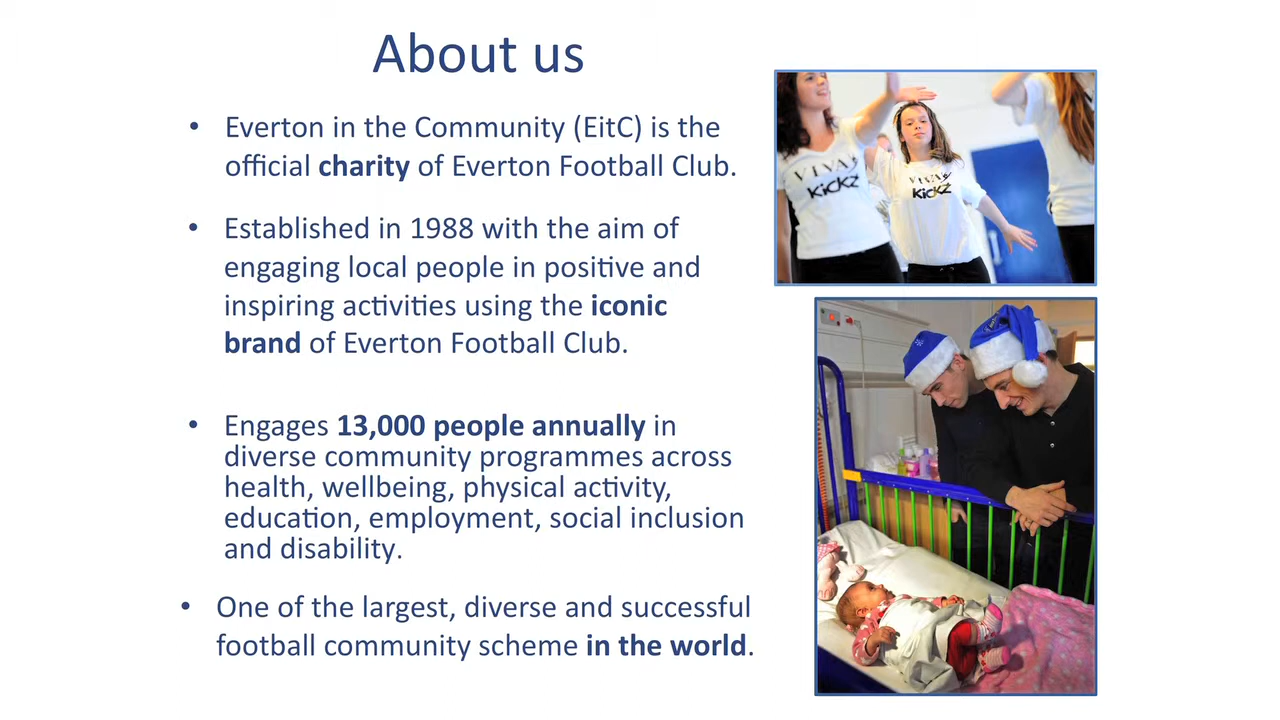 About us
• Everton in the Community (EitC) is the
official charity of Everton Football Club.
• Established in 1988 with the aim of
engaging local people in positive and
inspiring activities using the iconic
brand of Everton Football Club.
• Engages 13,000 people annually in
diverse community programmes across
health, wellbeing, physical activity,
education, employment, social inclusion
and disability.
• One of the largest, diverse and successful
football community scheme in the world.
VIVA
Kickz
VIVA
Kickz